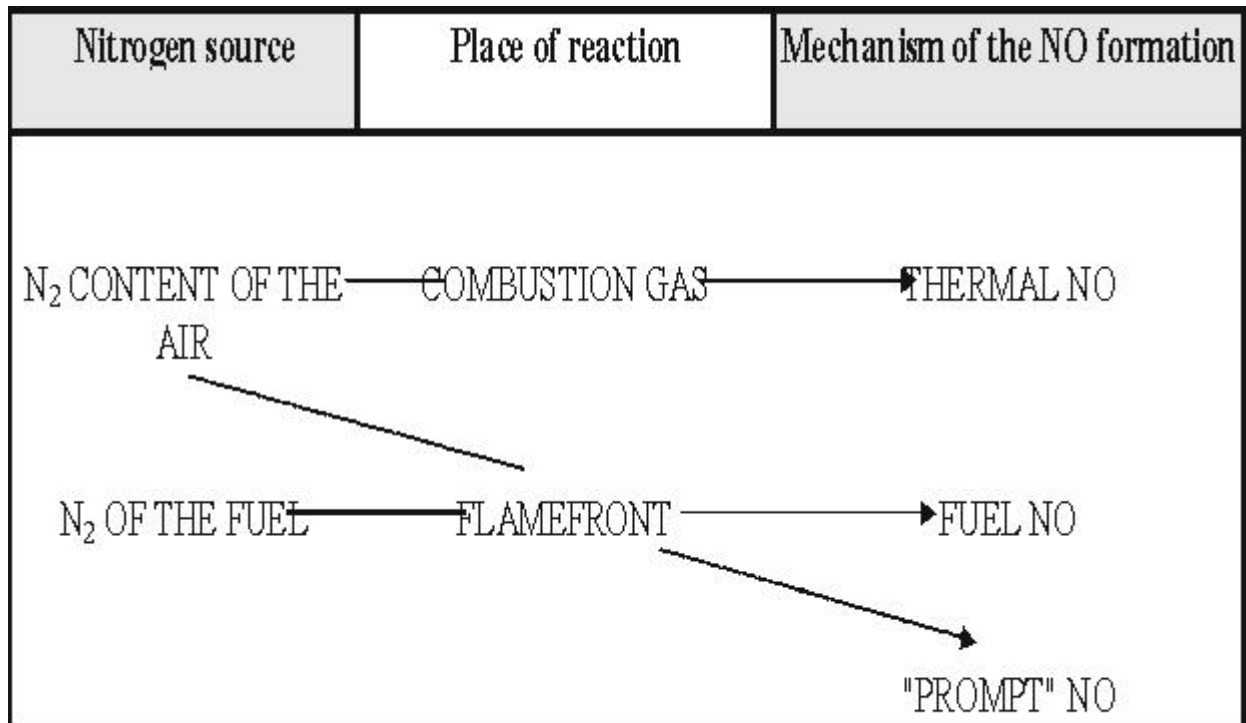 Nitrogen source
Place of reaction
Mechanism of the NO formation
N₂ CONTENT OF THE
AIR
COMBUSTION GAS
THERMAL NO
N₂ OF THE FUEL
FLAMEFRONT
FUEL NO
"PROMPT" NO